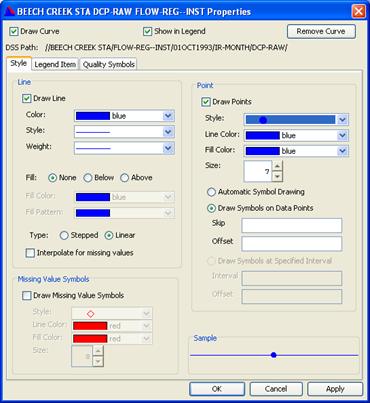 BEECH CREEK STA DCP-RAW FLOW-REG--INST Properties
Draw Curve
Show in Legend
Remove Curve
DSS Path: //BEECH CREEK STA/FLOW-REG--INST/01OCT1993/IR-MONTH/DCP-RAW/
Style
Legend Item
Quality Symbols
Line
Draw Line
Color: blue
Style:
Weight:
Fill: None Below Above
Fill Color: blue
Fill Pattern:
Type: Stepped Linear
Interpolate for missing values
Missing Value Symbols
Draw Missing Value Symbols
Style:
Line Color: red
Fill Color: red
Size: 8
Point
Draw Points
Style:
Line Color: blue
Fill Color: blue
Size:
7
Automatic Symbol Drawing
Draw Symbols on Data Points
Skip
Offset
Draw Symbols at Specified Interval
Interval
Offset
Sample
OK
Cancel
Apply